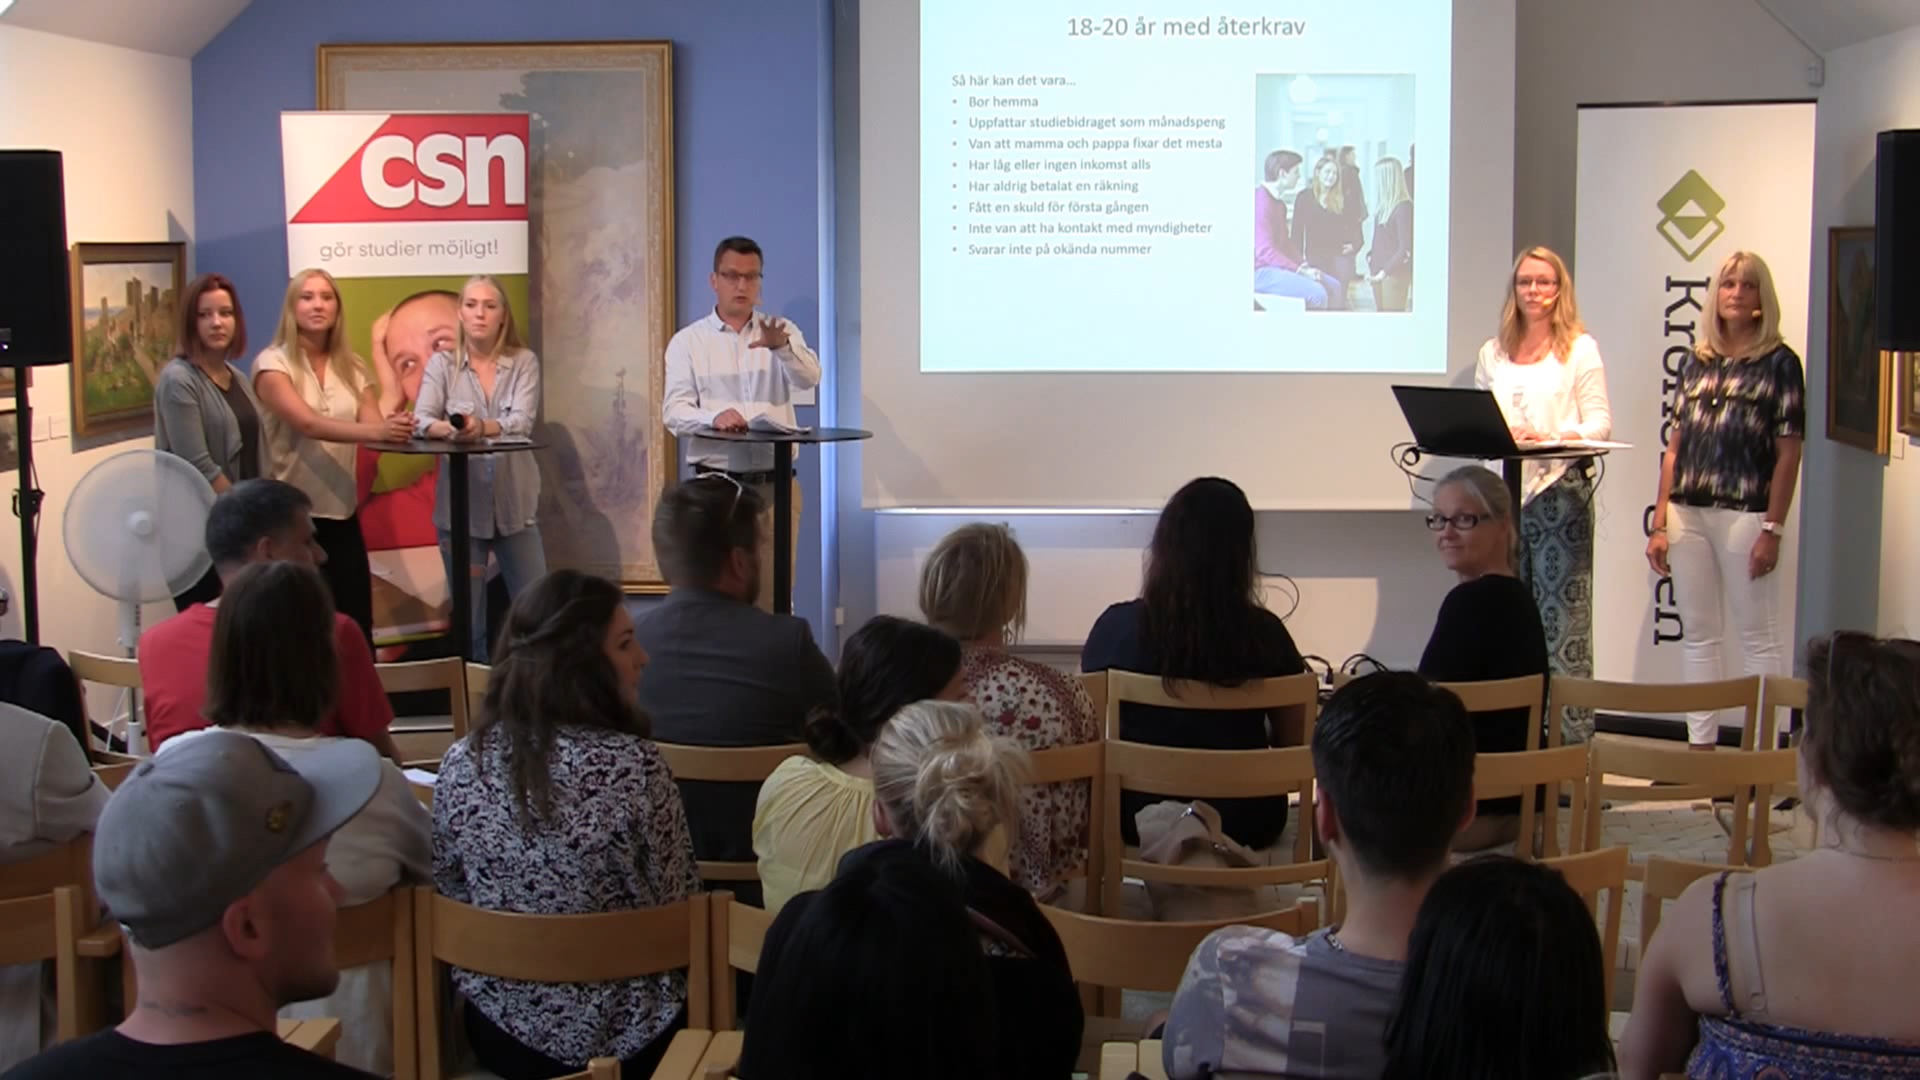 18-20 år med återkrav
Så här kan det vara...
• Bor hemma
• Uppfattar studiebidraget som månadspeng
• Van att mamma och pappa fixar det mesta
• Har låg eller ingen inkomst alls
• Har aldrig betalat en räkning
• Fått en skuld för första gången
• Inte van att ha kontakt med myndigheter
• Svarar inte på okända nummer
csn
gör studier möjligt!